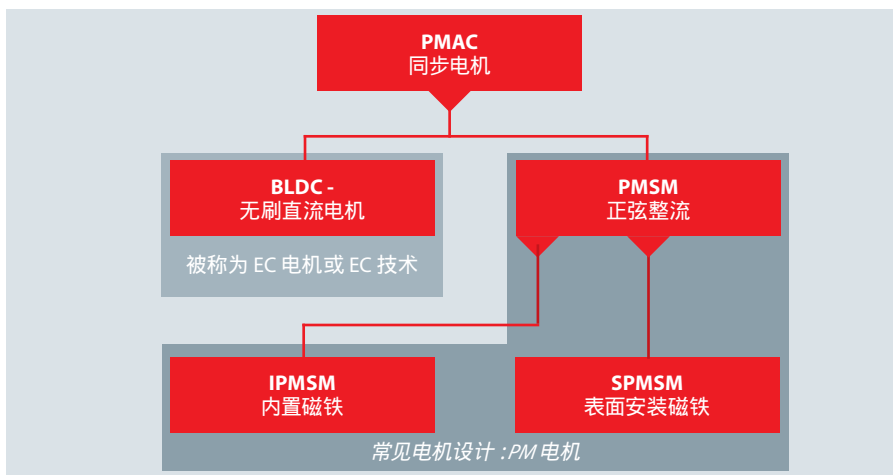 PMAC
同步电机
BLDC -
无刷直流电机
PMSM
正弦整流
被称为 EC 电机或 EC 技术
IPMSM
内置磁铁
SPMSM
表面安装磁铁
常见电机设计 :PM 电机